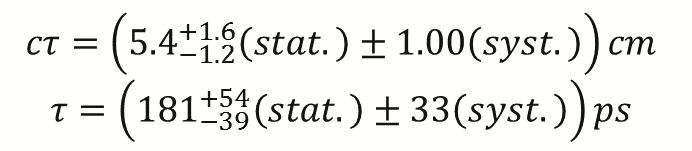 cτ = (5.4^{+1.6}_{-1.2}(stat.) ± 1.00(syst.)) cm
τ = (181^{+54}_{-39}(stat.) ± 33(syst.)) ps